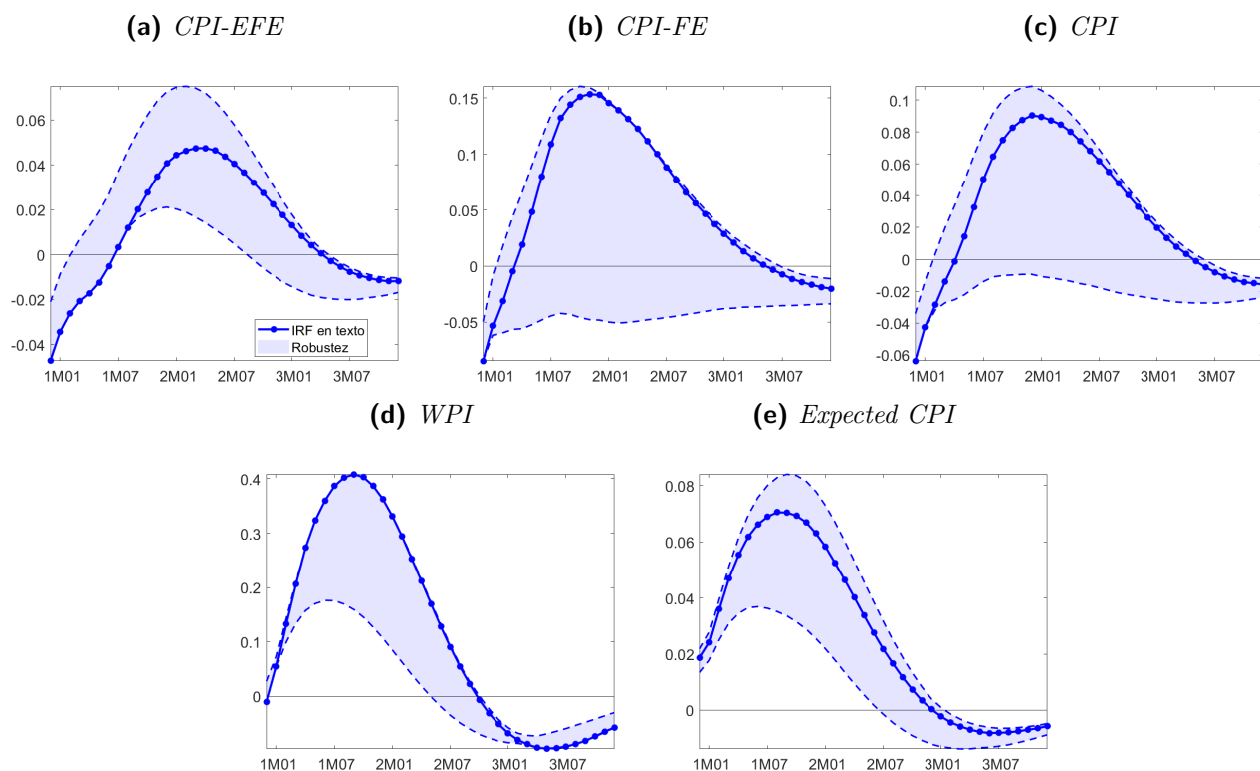 (a) CPI-EFE
(b) CPI-FE
(c) CPI
0.06
0.04
0.02
0
-0.02
-0.04
IRF en texto
Robustez
1M01 1M07 2M01 2M07 3M01 3M07
0.15
0.1
0.05
0
-0.05
1M01 1M07 2M01 2M07 3M01 3M07
0.1
0.08
0.06
0.04
0.02
0
-0.02
-0.04
-0.06
1M01 1M07 2M01 2M07 3M01 3M07
(d) WPI
(e) Expected CPI
0.4
0.3
0.2
0.1
0
1M01 1M07 2M01 2M07 3M01 3M07
0.08
0.06
0.04
0.02
0
1M01 1M07 2M01 2M07 3M01 3M07